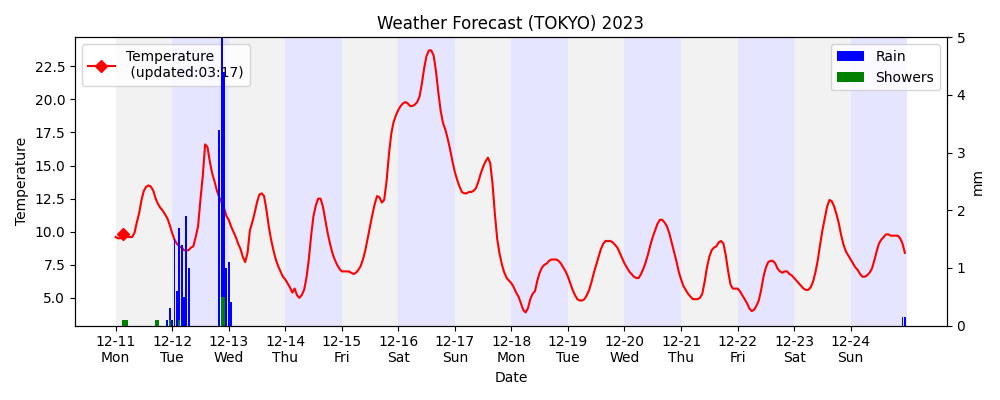 Weather Forecast (TOKYO) 2023
Temperature
(updated:03:17)
Rain
Showers
22.5
20.0
17.5
15.0
12.5
10.0
7.5
5.0
Temperature
5
4
3
2
1
0
mm
12-11 12-12 12-13 12-14 12-15 12-16 12-17 12-18 12-19 12-20 12-21 12-22 12-23 12-24
Mon Tue Wed Thu Fri Sat Sun Mon Tue Wed Thu Fri Sat Sun
Date